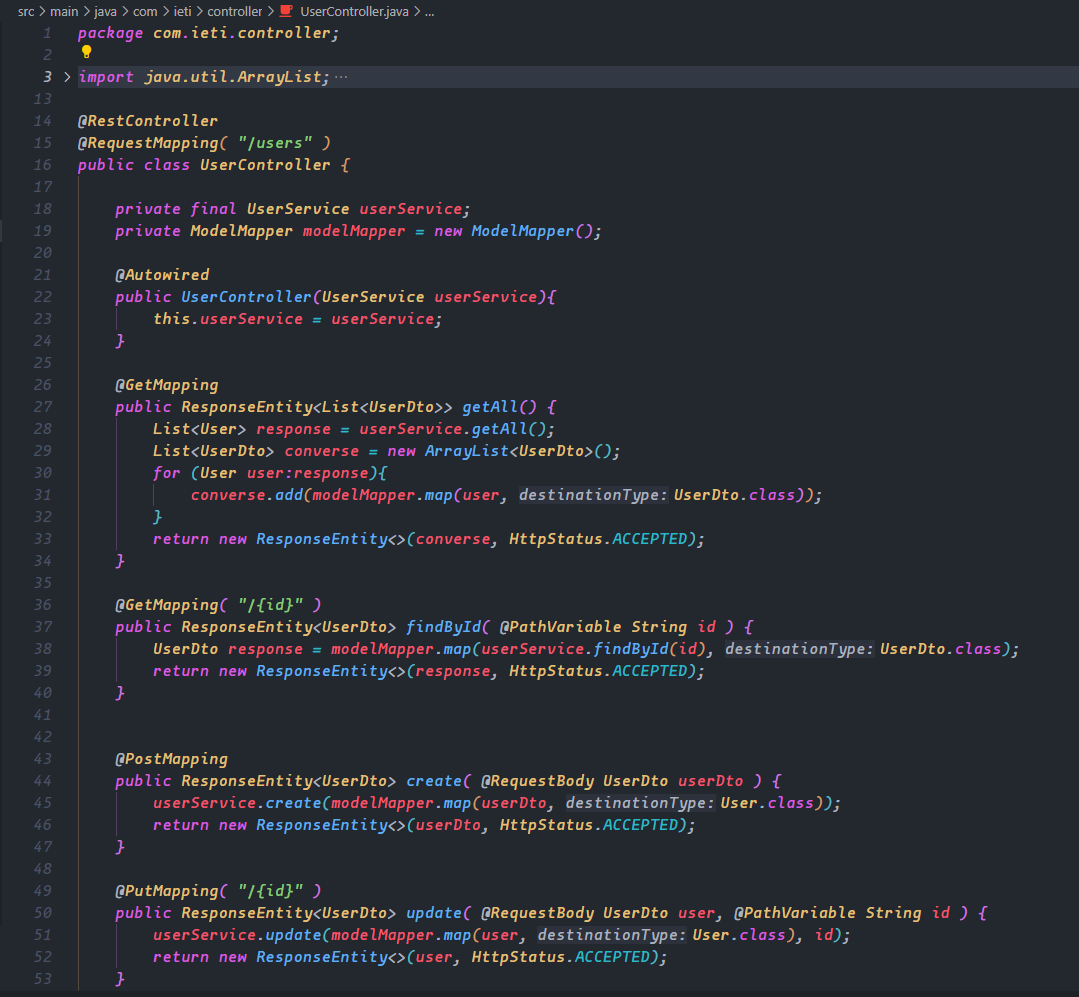 src > main > java > com > ieti > controller > UserController.java > ...
1 package com.ieti.controller;
2
3 > import java.util.ArrayList; ...
13
14 @RestController
15 @RequestMapping( "/users" )
16 public class UserController {
17
18     private final UserService userService;
19     private ModelMapper modelMapper = new ModelMapper();
20
21     @Autowired
22     public UserController(UserService userService){
23         this.userService = userService;
24     }
25
26     @GetMapping
27     public ResponseEntity<List<UserDto>> getAll() {
28         List<User> response = userService.getAll();
29         List<UserDto> converse = new ArrayList<UserDto>();
30         for (User user:response){
31             converse.add(modelMapper.map(user, destinationType: UserDto.class));
32         }
33         return new ResponseEntity<>(converse, HttpStatus.ACCEPTED);
34     }
35
36     @GetMapping( "/{id}" )
37     public ResponseEntity<UserDto> findById( @PathVariable String id ) {
38         UserDto response = modelMapper.map(userService.findById(id), destinationType: UserDto.class);
39         return new ResponseEntity<>(response, HttpStatus.ACCEPTED);
40     }
41
42
43     @PostMapping
44     public ResponseEntity<UserDto> create( @RequestBody UserDto userDto ) {
45         userService.create(modelMapper.map(userDto, destinationType: User.class));
46         return new ResponseEntity<>(userDto, HttpStatus.ACCEPTED);
47     }
48
49     @PutMapping( "/{id}" )
50     public ResponseEntity<UserDto> update( @RequestBody UserDto user, @PathVariable String id ) {
51         userService.update(modelMapper.map(user, destinationType: User.class), id);
52         return new ResponseEntity<>(user, HttpStatus.ACCEPTED);
53     }